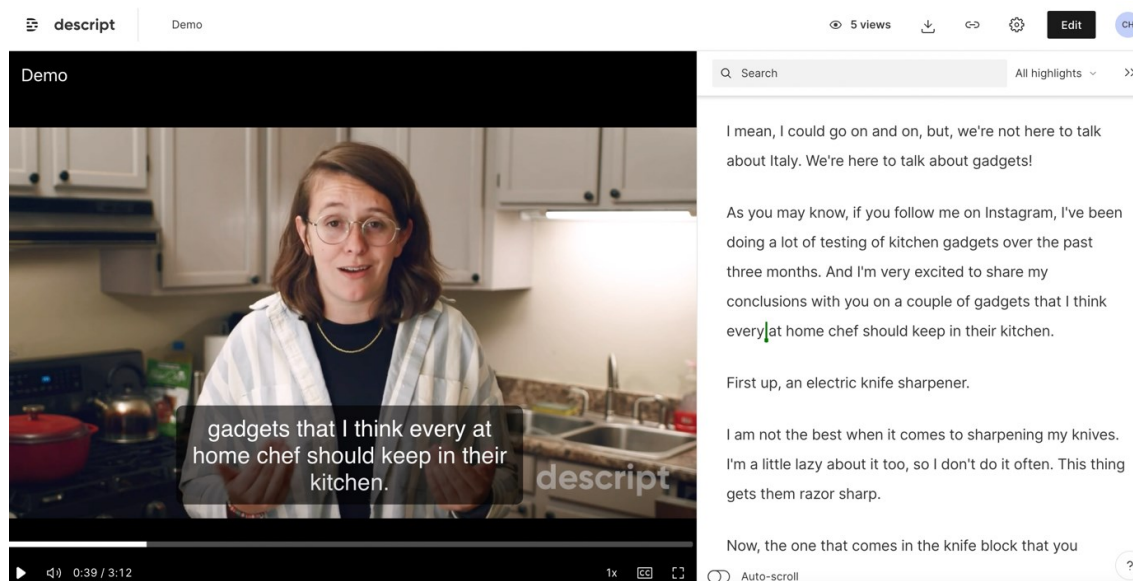 descript
Demo
5 views
Edit
CH
Demo
gadgets that I think every at
home chef should keep in their
kitchen.
descript
0:39 / 3:12
1x
CC
Search
All highlights
I mean, I could go on and on, but, we're not here to talk
about Italy. We're here to talk about gadgets!
As you may know, if you follow me on Instagram, I've been
doing a lot of testing of kitchen gadgets over the past
three months. And I'm very excited to share my
conclusions with you on a couple of gadgets that I think
every at home chef should keep in their kitchen.
First up, an electric knife sharpener.
I am not the best when it comes to sharpening my knives.
I'm a little lazy about it too, so I don't do it often. This thing
gets them razor sharp.
Now, the one that comes in the knife block that you
Auto-scroll
?